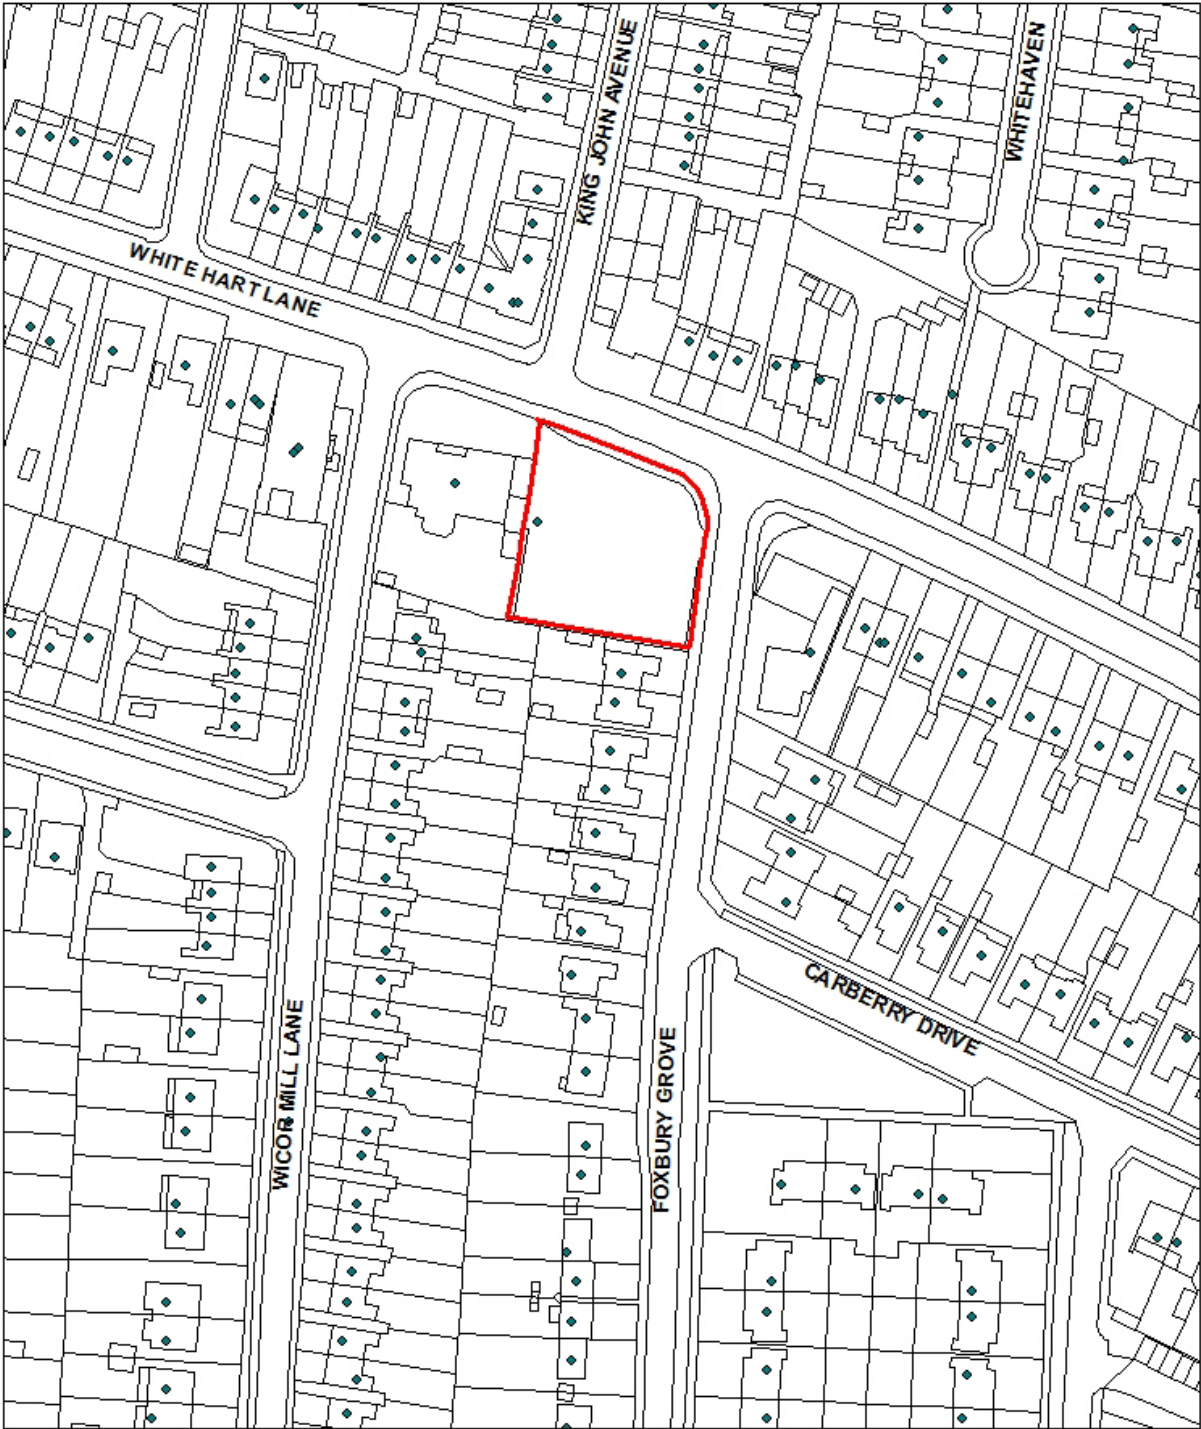 KING JOHN AVENUE
WHITEHAVEN
WHITE HART LANE
CARBERRY DRIVE
WICOR MILL LANE
FOXBURY GROVE